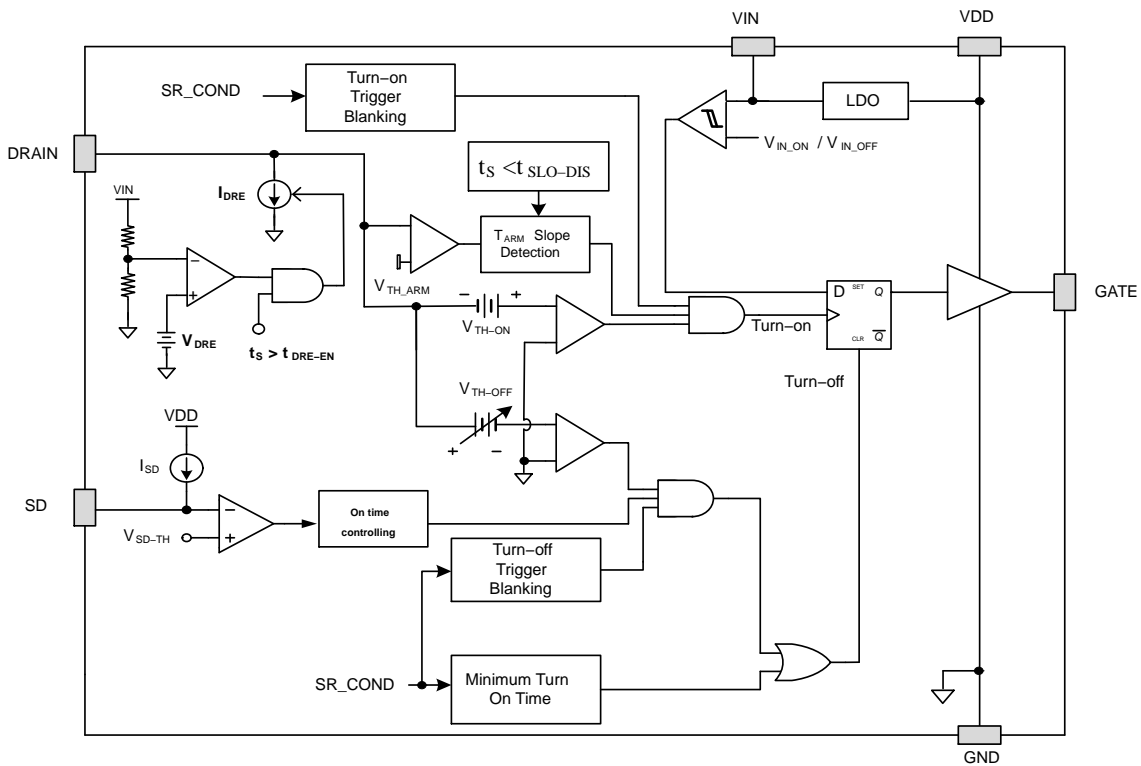 VIN
VDD
SR_COND
Turn−on
Trigger
Blanking
LDO
V IN_ON / V IN_OFF
DRAIN
t S < t SLO−DIS
VIN
I DRE
T ARM Slope
Detection
−
+
V TH_ARM
D SET Q
CLR Q
GATE
− +
V TH−ON
Turn−on
V DRE
t S > t DRE−EN
V TH−OFF
Turn−off
+ −
VDD
I SD
SD
−
+
V SD−TH
On time
controlling
Turn−off
Trigger
Blanking
SR_COND
Minimum Turn
On Time
GND